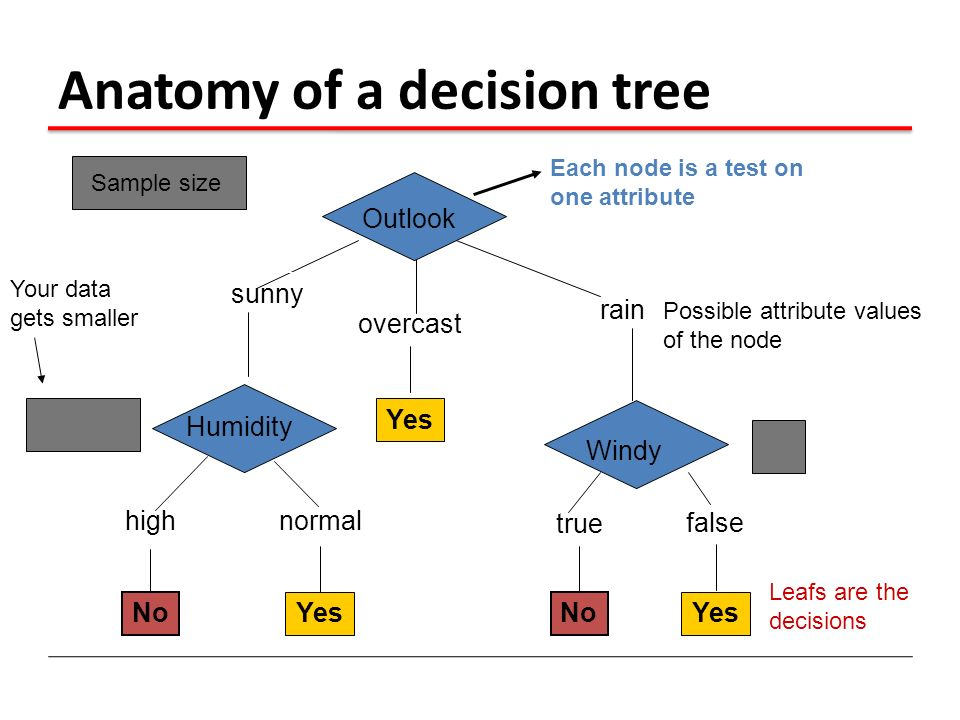 Anatomy of a decision tree
Sample size
Each node is a test on
one attribute
Outlook
Your data
gets smaller
sunny
overcast
rain
Possible attribute values
of the node
Humidity
Yes
Windy
high
normal
true
false
No
Yes
No
Yes
Leafs are the
decisions